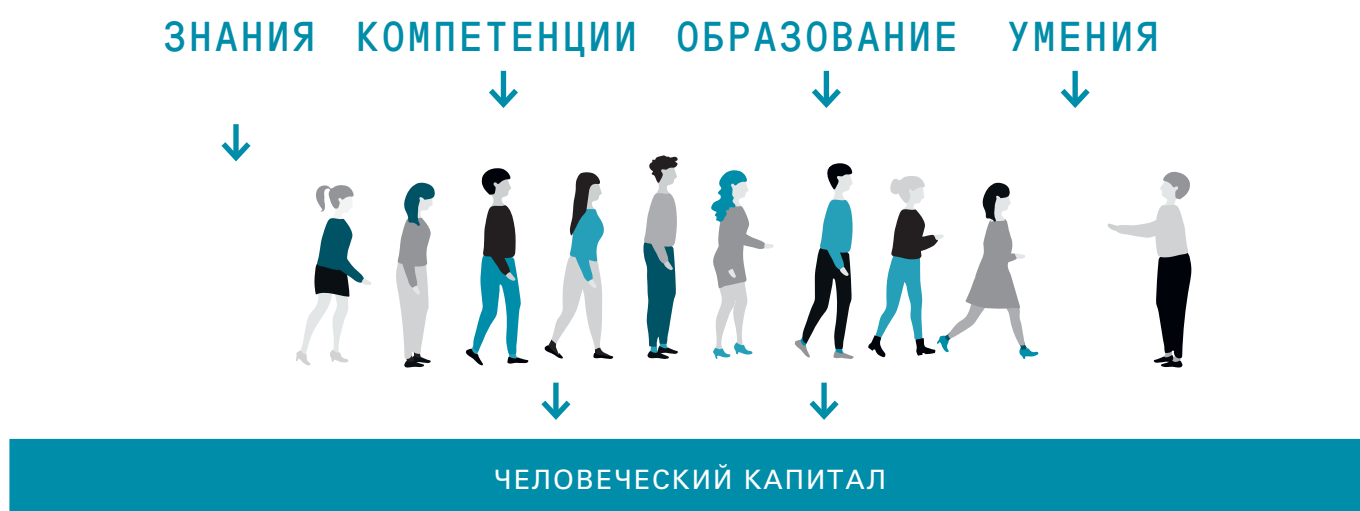 ЗНАНИЯ КОМПЕТЕНЦИИ ОБРАЗОВАНИЕ УМЕНИЯ
ЧЕЛОВЕЧЕСКИЙ КАПИТАЛ